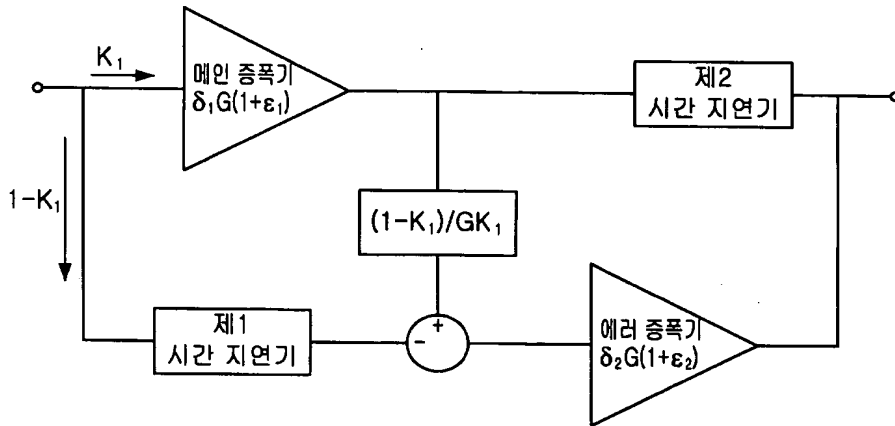 K₁
메인 증폭기
δ₁G(1+ε₁)
제2
시간 지연기
1-K₁
(1-K₁)/GK₁
제1
시간 지연기
-
+
에러 증폭기
δ₂G(1+ε₂)